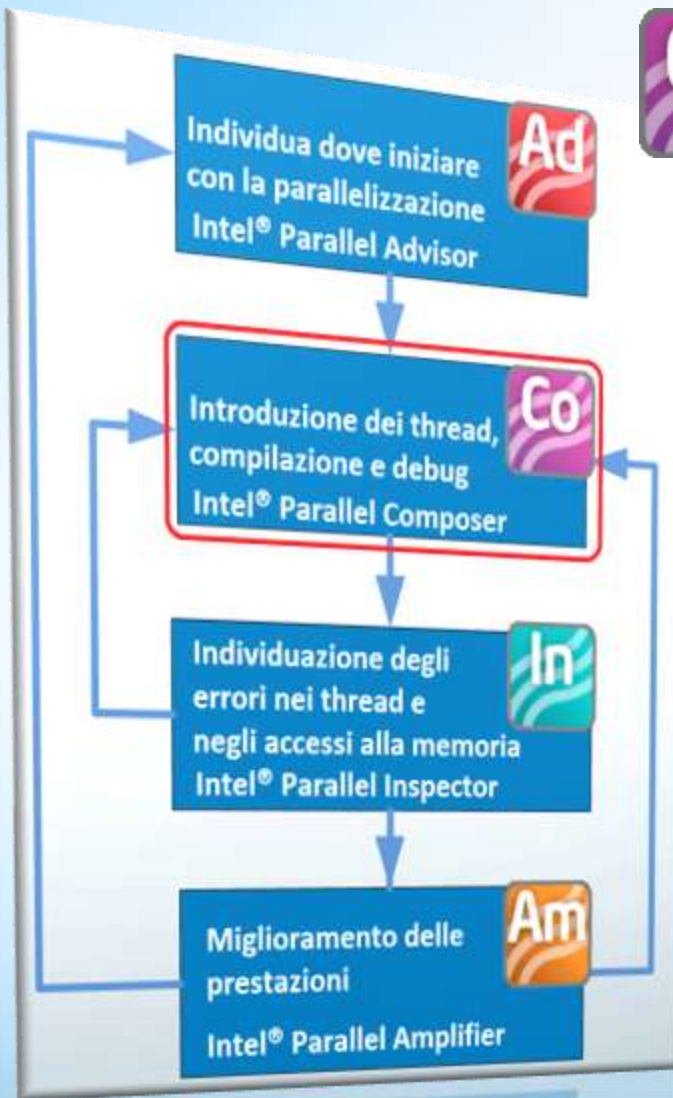 Individua dove iniziare
con la parallelizzazione
Intel® Parallel Advisor
Ad
Introduzione dei thread,
compilazione e debug
Intel® Parallel Composer
Co
Individuazione degli
errori nei thread e
negli accessi alla memoria
Intel® Parallel Inspector
In
Miglioramento delle
prestazioni
Intel® Parallel Amplifier
Am